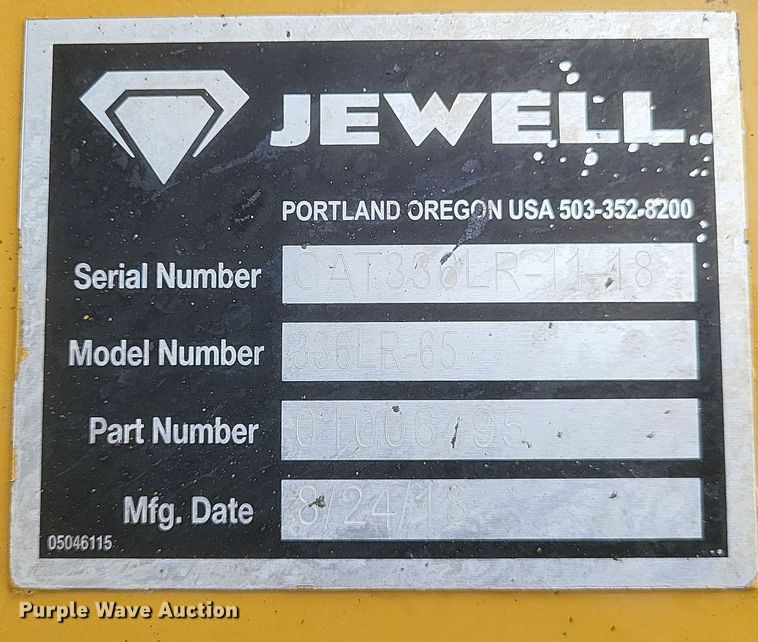 JEWELL
PORTLAND OREGON USA 503-352-8200
Serial Number CAT336LR-11-18
Model Number 336LR-65
Part Number
Mfg. Date 8/24/18
05046115
Purple Wave Auction